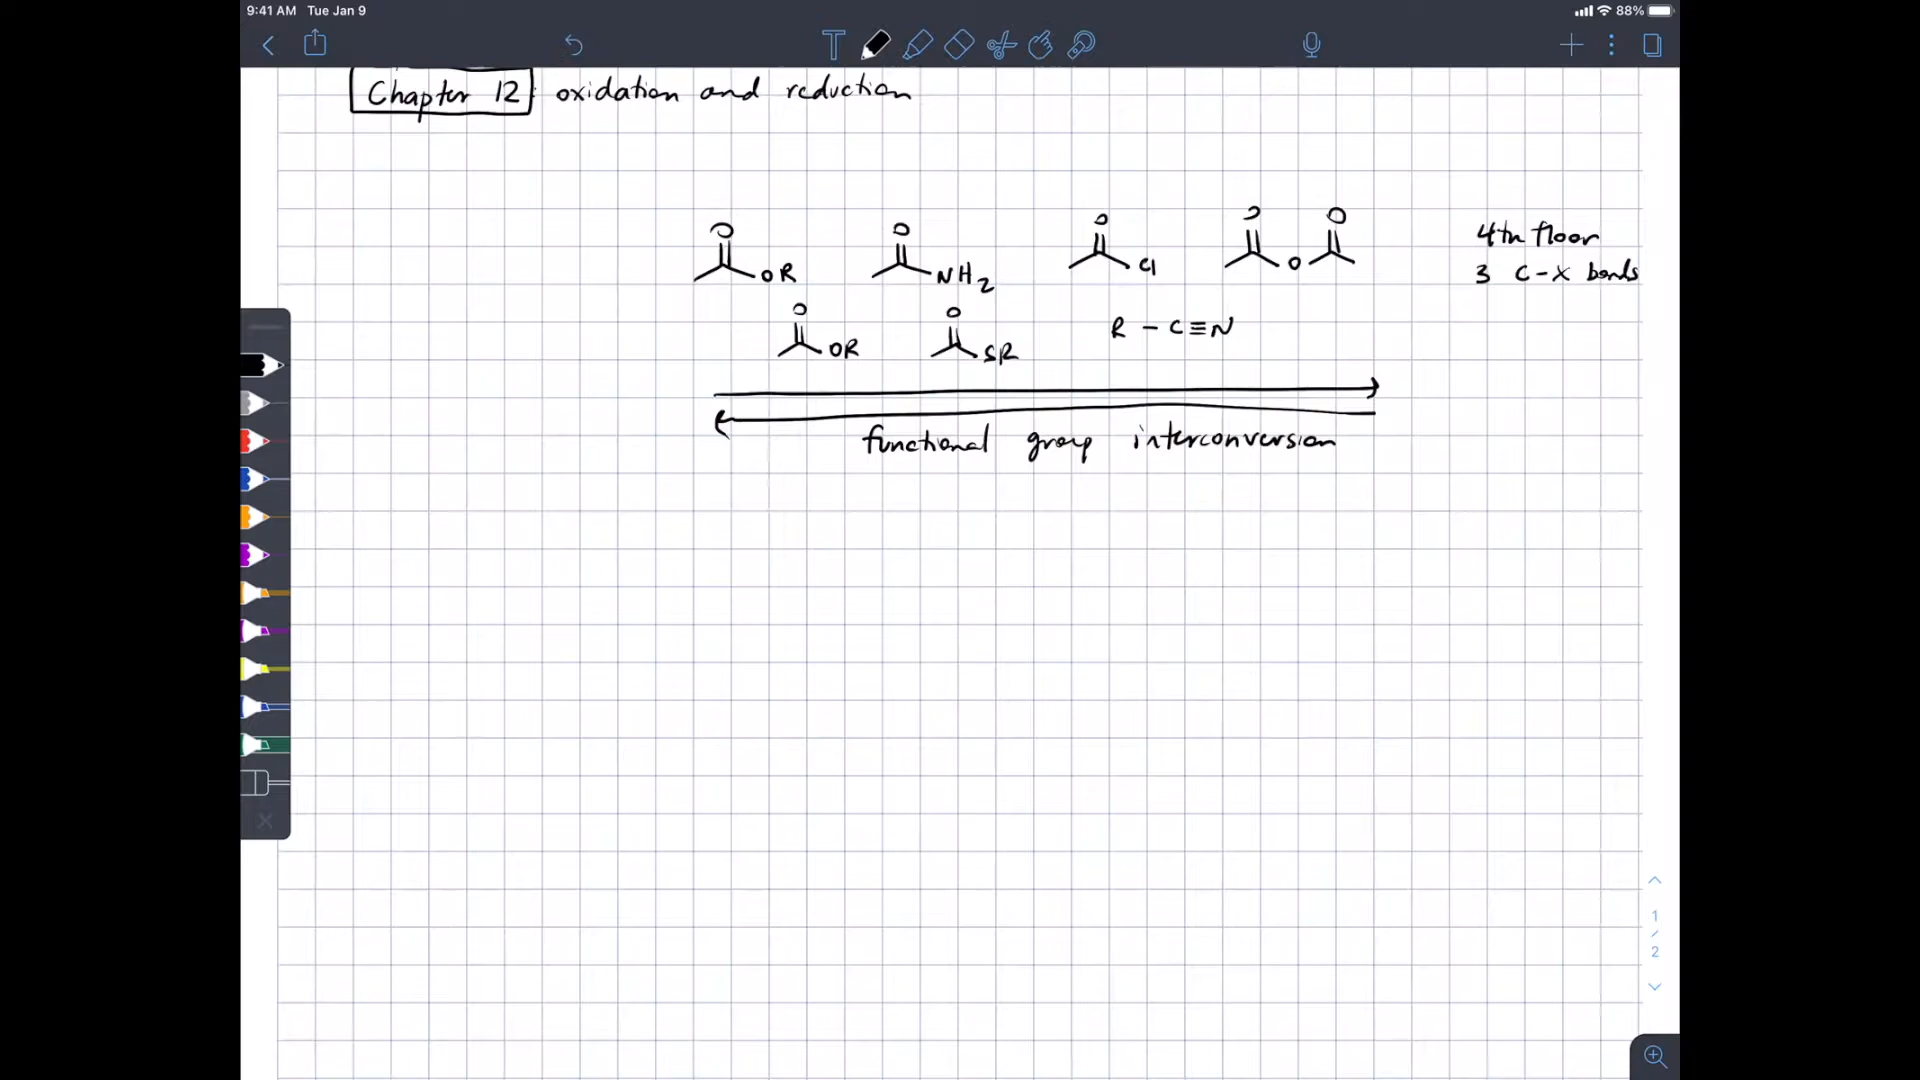 9:41 AM Tue Jan 9
88%
T
Chapter 12 : oxidation and reduction
O O O O O
OR NH2 Cl O
4th floor
3 C-X bonds
O O
OR SR R - C≡N
functional group interconversion
1
/
2